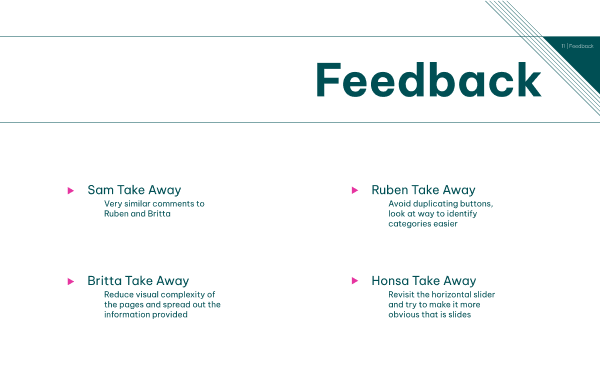 11 | Feedback
Feedback
Sam Take Away
Very similar comments to
Ruben and Britta
Ruben Take Away
Avoid duplicating buttons,
look at way to identify
categories easier
Britta Take Away
Reduce visual complexity of
the pages and spread out the
information provided
Honsa Take Away
Revisit the horizontal slider
and try to make it more
obvious that is slides